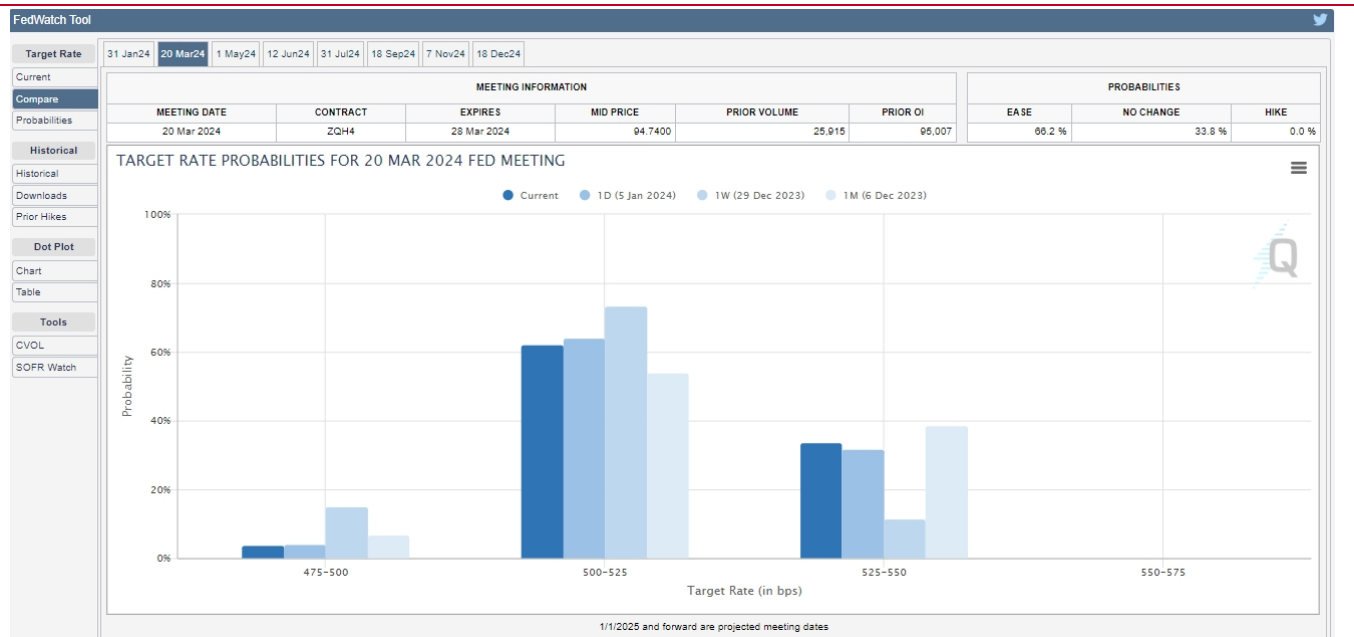 FedWatch Tool
Target Rate
Current
Compare
Probabilities
Historical
Historical
Downloads
Prior Hikes
Dot Plot
Chart
Table
Tools
CVOL
SOFR Watch
31 Jan24 20 Mar24 1 May24 12 Jun24 31 Jul24 18 Sep24 7 Nov24 18 Dec24
MEETING INFORMATION
MEETING DATE CONTRACT EXPIRES MID PRICE PRIOR VOLUME PRIOR OI
20 Mar 2024 ZQH4 28 Mar 2024 94.7400 25,915 95,007
PROBABILITIES
EASE NO CHANGE HIKE
66.2 % 33.8 % 0.0 %
TARGET RATE PROBABILITIES FOR 20 MAR 2024 FED MEETING
Current 1D (5 Jan 2024) 1W (29 Dec 2023) 1M (6 Dec 2023)
Q
100%
80%
60%
40%
20%
0%
Probability
475-500 500-525 525-550 550-575
Target Rate (in bps)
1/1/2025 and forward are projected meeting dates